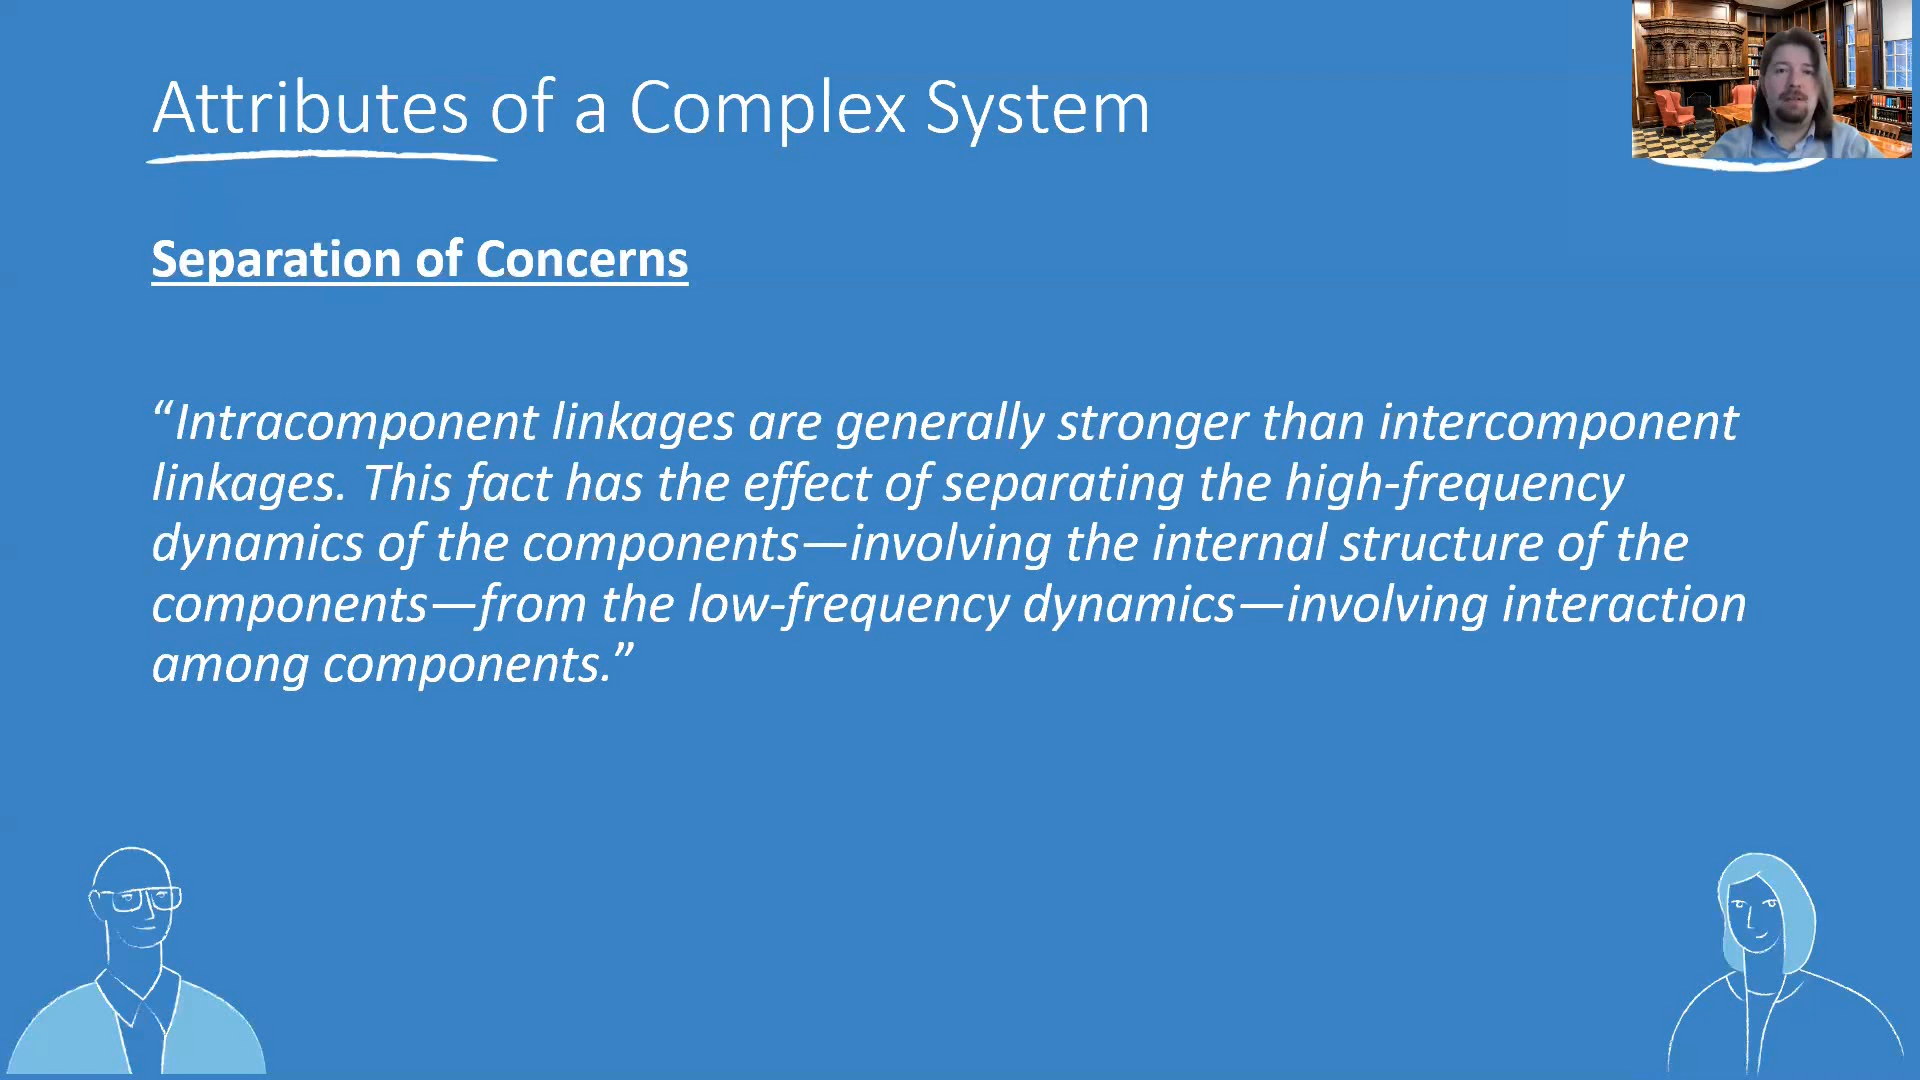 Attributes of a Complex System
Separation of Concerns
“Intracomponent linkages are generally stronger than intercomponent
linkages. This fact has the effect of separating the high-frequency
dynamics of the components—involving the internal structure of the
components—from the low-frequency dynamics—involving interaction
among components.”